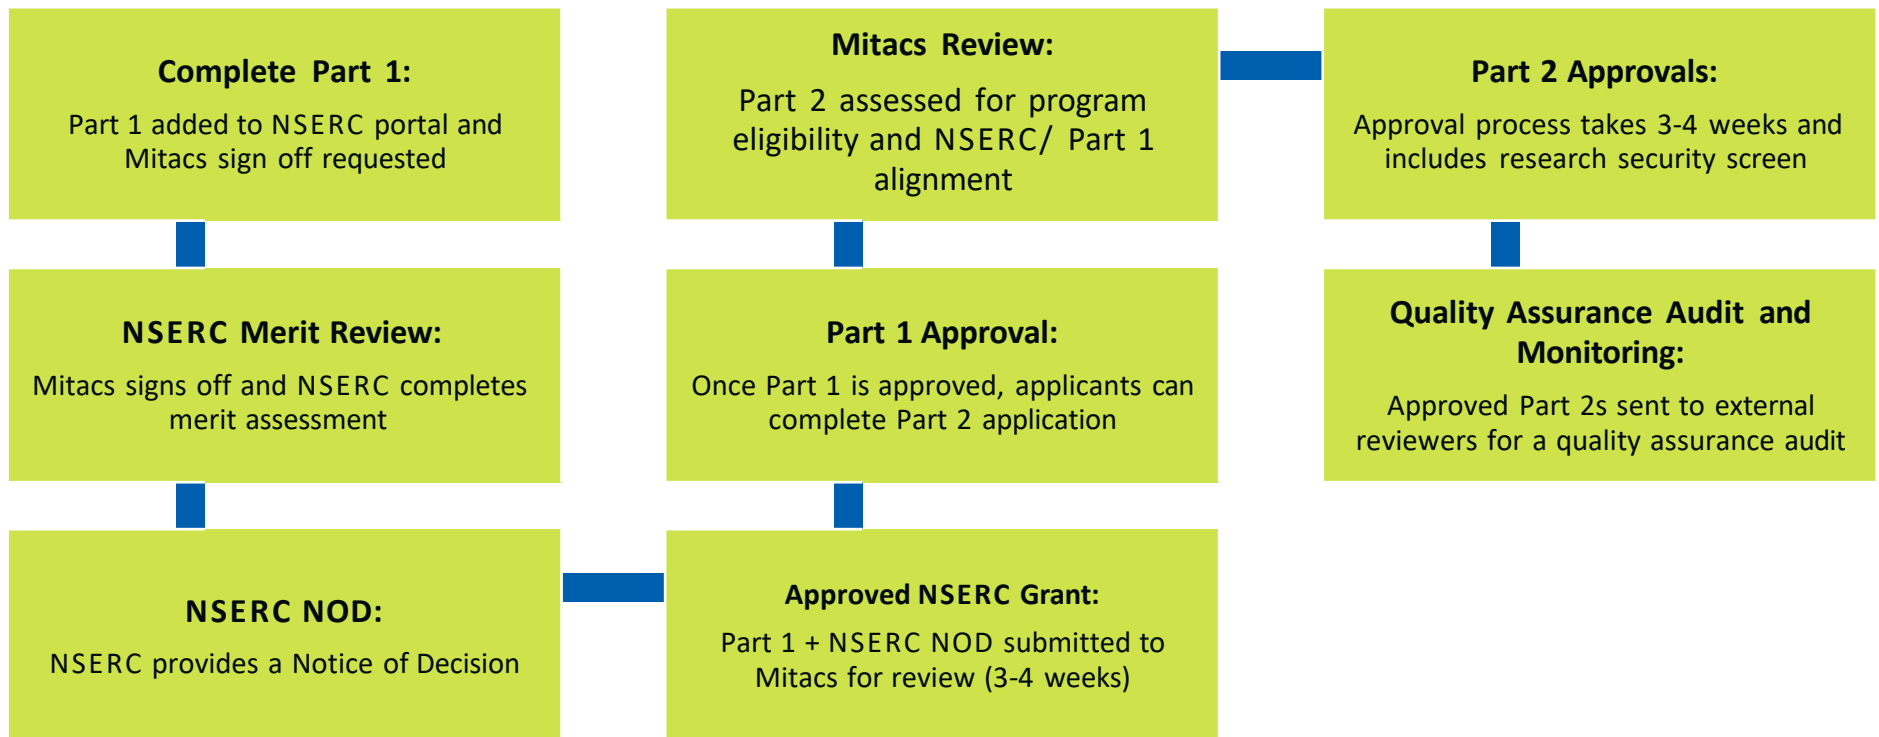 Complete Part 1:
Part 1 added to NSERC portal and
Mitacs sign off requested
NSERC Merit Review:
Mitacs signs off and NSERC completes
merit assessment
NSERC NOD:
NSERC provides a Notice of Decision
Approved NSERC Grant:
Part 1 + NSERC NOD submitted to
Mitacs for review (3-4 weeks)
Part 1 Approval:
Once Part 1 is approved, applicants can
complete Part 2 application
Mitacs Review:
Part 2 assessed for program
eligibility and NSERC/ Part 1
alignment
Part 2 Approvals:
Approval process takes 3-4 weeks and
includes research security screen
Quality Assurance Audit and
Monitoring:
Approved Part 2s sent to external
reviewers for a quality assurance audit